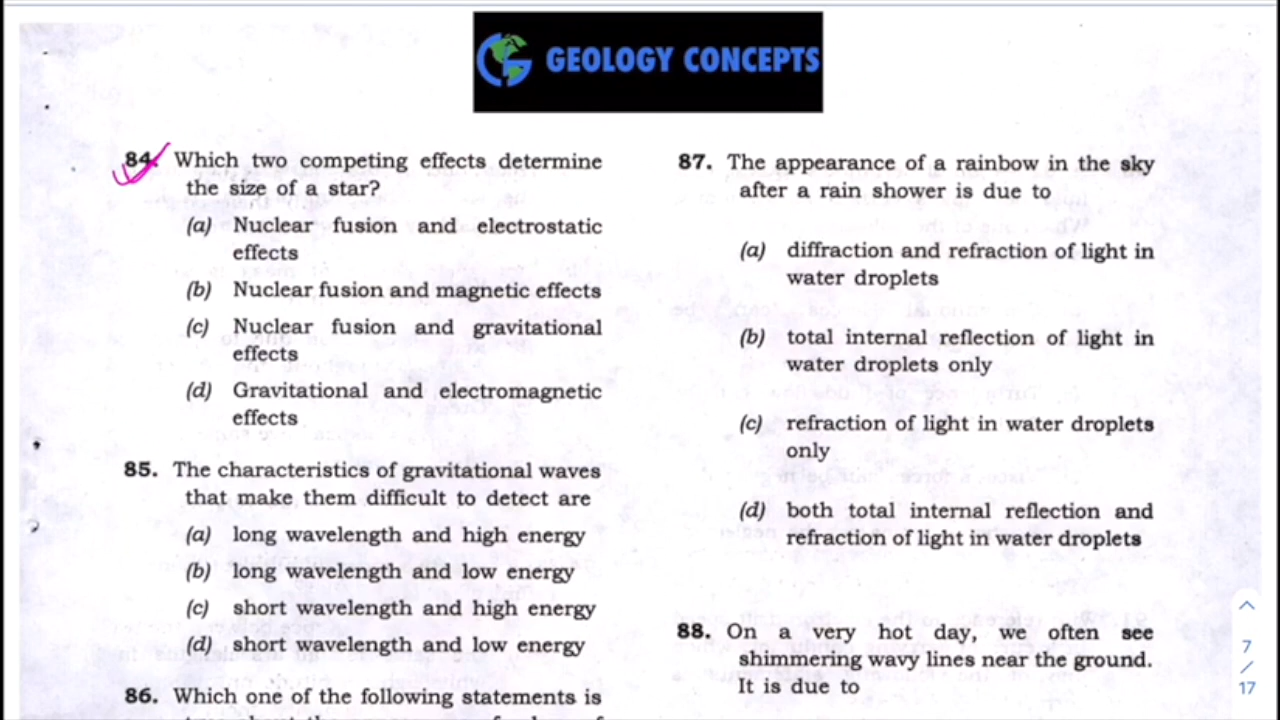 GEOLOGY CONCEPTS
84. Which two competing effects determine
the size of a star?
(a) Nuclear fusion and electrostatic
effects
(b) Nuclear fusion and magnetic effects
(c) Nuclear fusion and gravitational
effects
(d) Gravitational and electromagnetic
effects
85. The characteristics of gravitational waves
that make them difficult to detect are
(a) long wavelength and high energy
(b) long wavelength and low energy
(c) short wavelength and high energy
(d) short wavelength and low energy
86. Which one of the following statements is
87. The appearance of a rainbow in the sky
after a rain shower is due to
(a) diffraction and refraction of light in
water droplets
(b) total internal reflection of light in
water droplets only
(c) refraction of light in water droplets
only
(d) both total internal reflection and
refraction of light in water droplets
88. On a very hot day, we often see
shimmering wavy lines near the ground.
It is due to
7
/
17